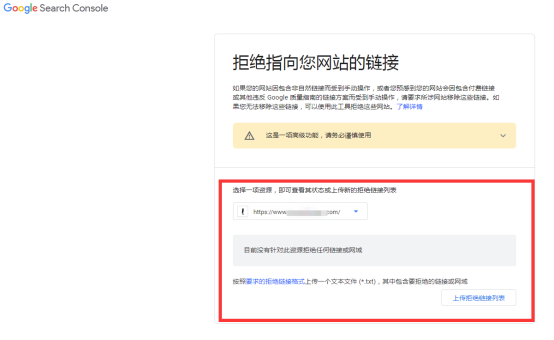 Google Search Console
拒绝指向您网站的链接
如果您的网站因包含非自然链接而受到手动操作，或者您预感到您的网站会因包含付费链接
或其他违反 Google 质量指南的链接方案而受到手动操作，请要求所涉网站移除这些链接。如
果您无法移除这些链接，可以使用此工具拒绝这些网站。了解详情
这是一项高级功能，请务必谨慎使用
选择一项资源，即可查看其状态或上传新的拒绝链接列表
https://www. .com/
目前没有针对此资源拒绝任何链接或网域
按照要求的拒绝链接格式上传一个文本文件 (*.txt)，其中包含要拒绝的链接或网域
上传拒绝链接列表